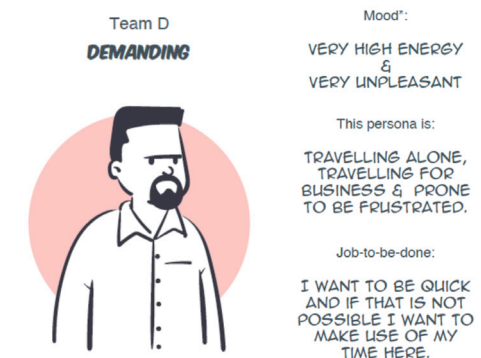 Team D
DEMANDING
Mood*:
VERY HIGH ENERGY
&
VERY UNPLEASANT
This persona is:
TRAVELLING ALONE,
TRAVELLING FOR
BUSINESS & PRONE
TO BE FRUSTRATED.
Job-to-be-done:
I WANT TO BE QUICK
AND IF THAT IS NOT
POSSIBLE I WANT TO
MAKE USE OF MY
TIME HERE.